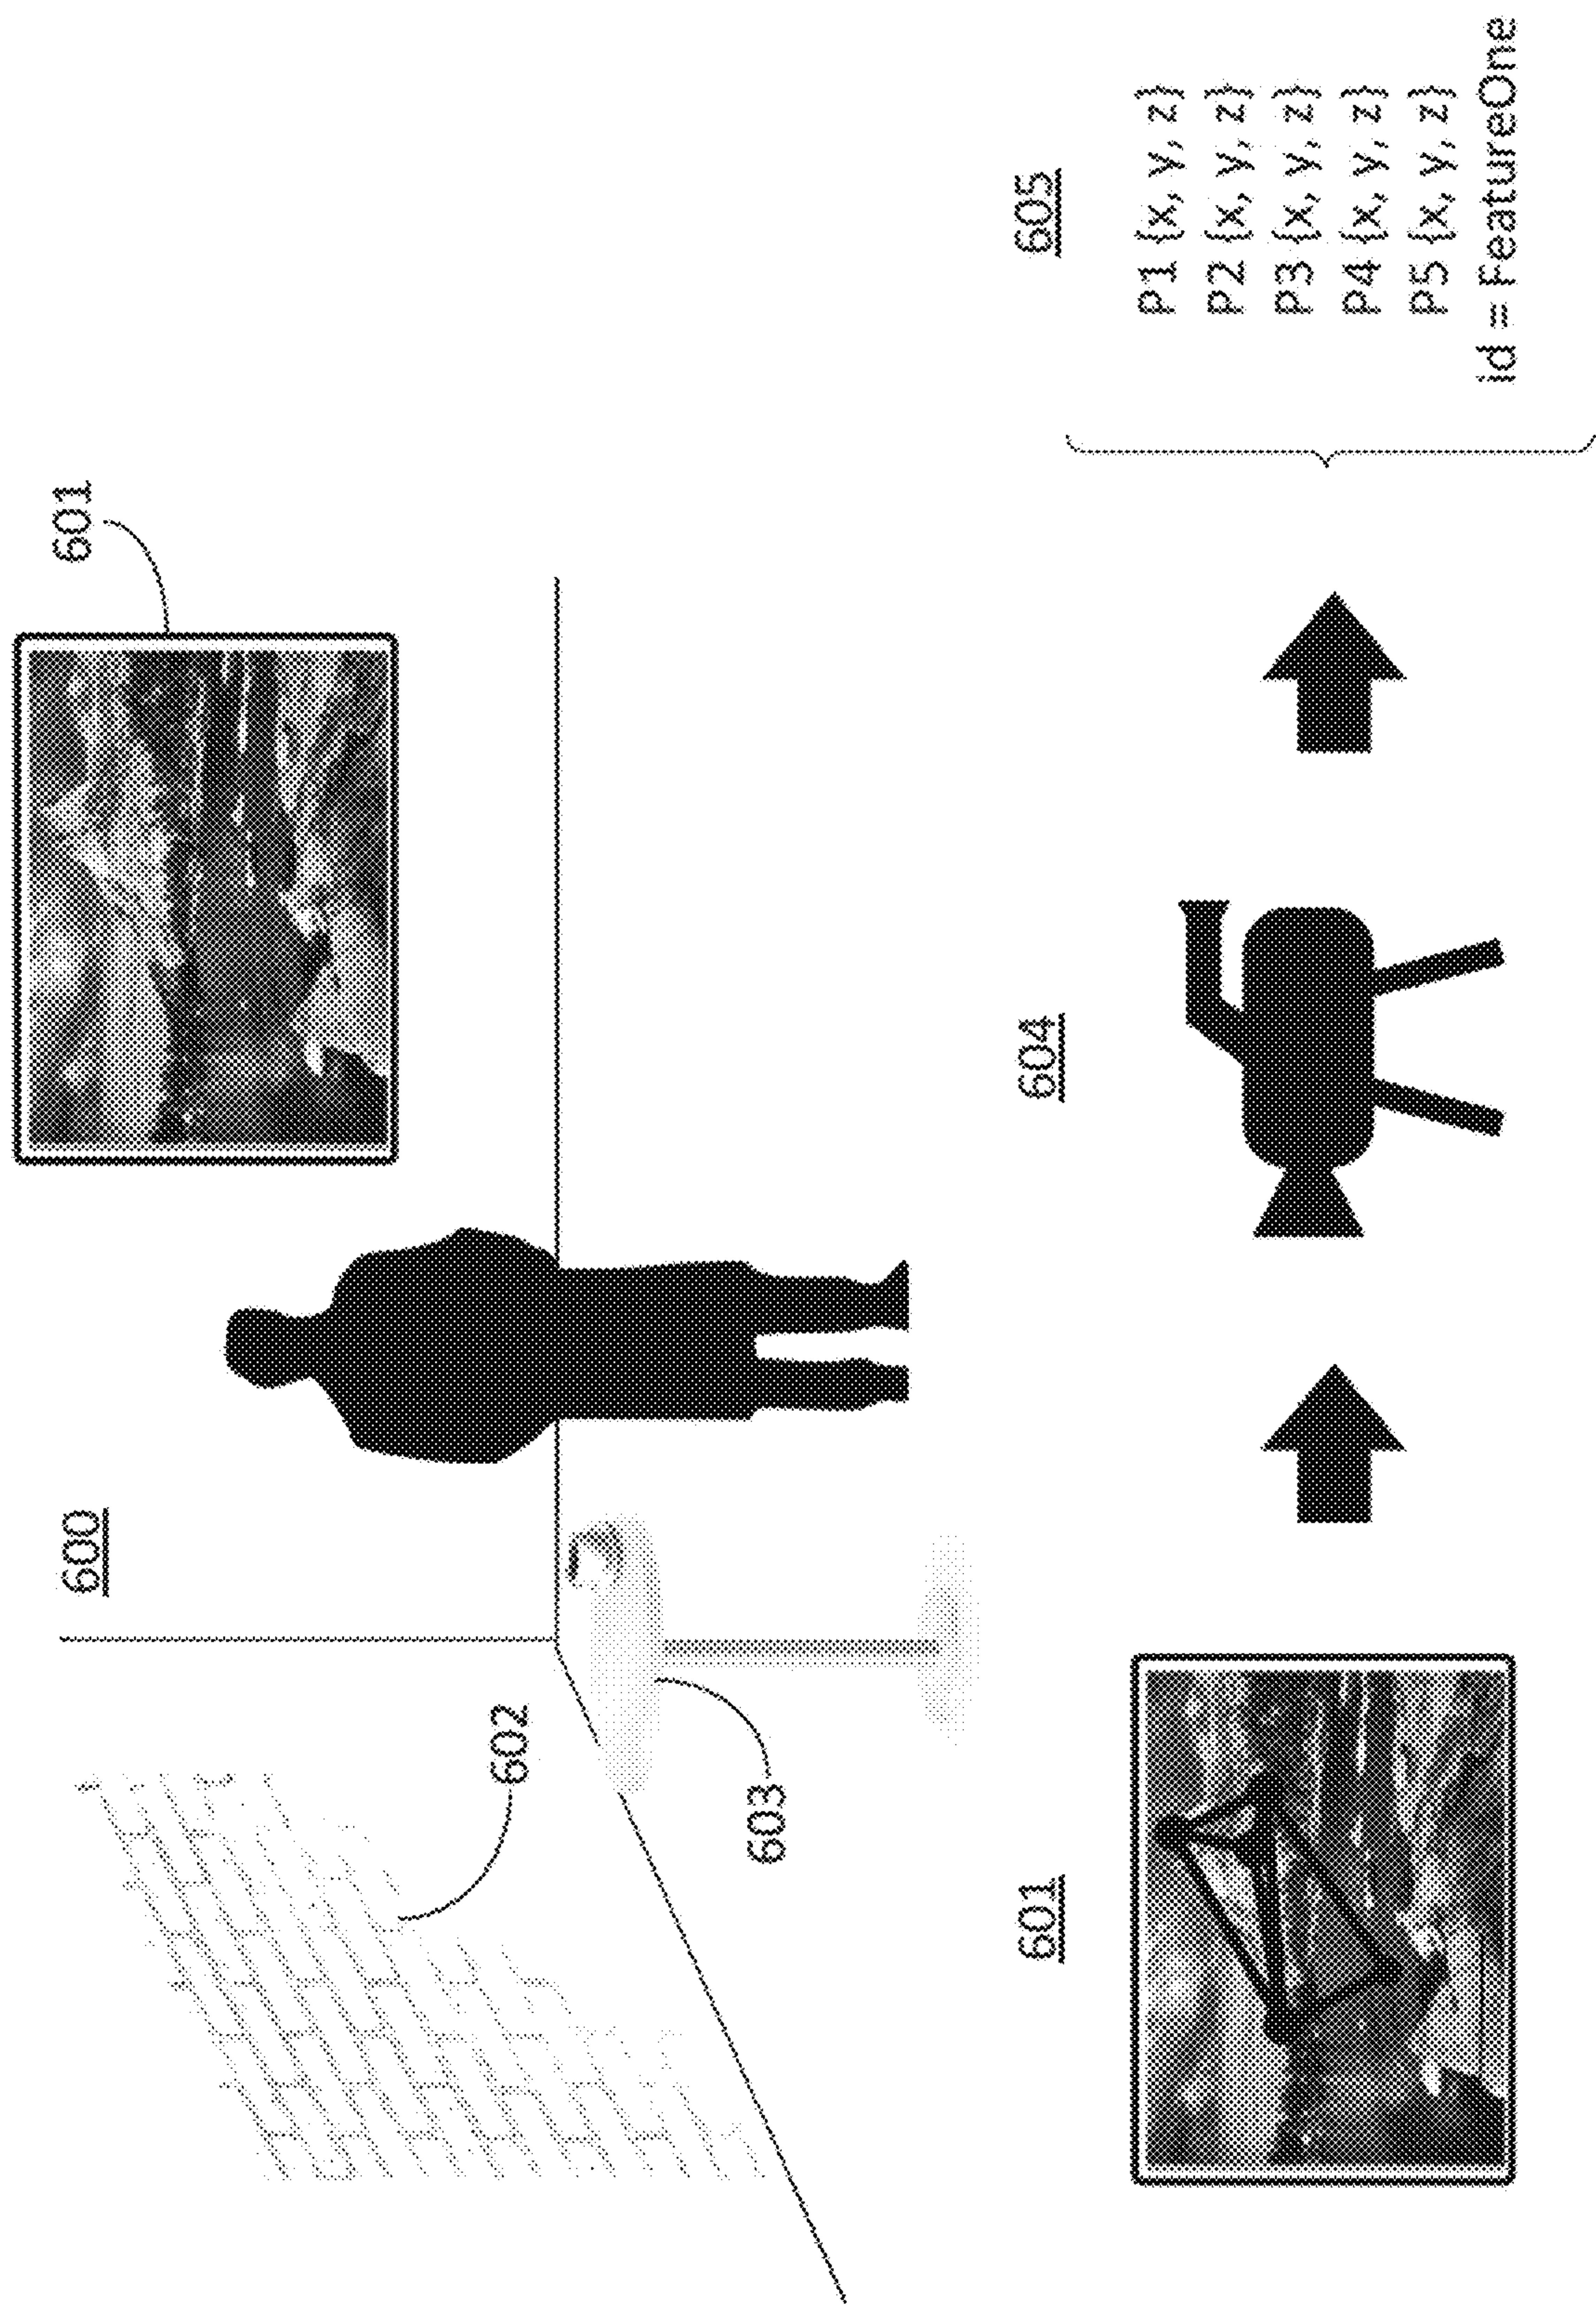 600
601
602
603
601
604
605
P1 {x, y, z}
P2 {x, y, z}
P3 {x, y, z}
P4 {x, y, z}
P5 {x, y, z}
id = FeatureOne